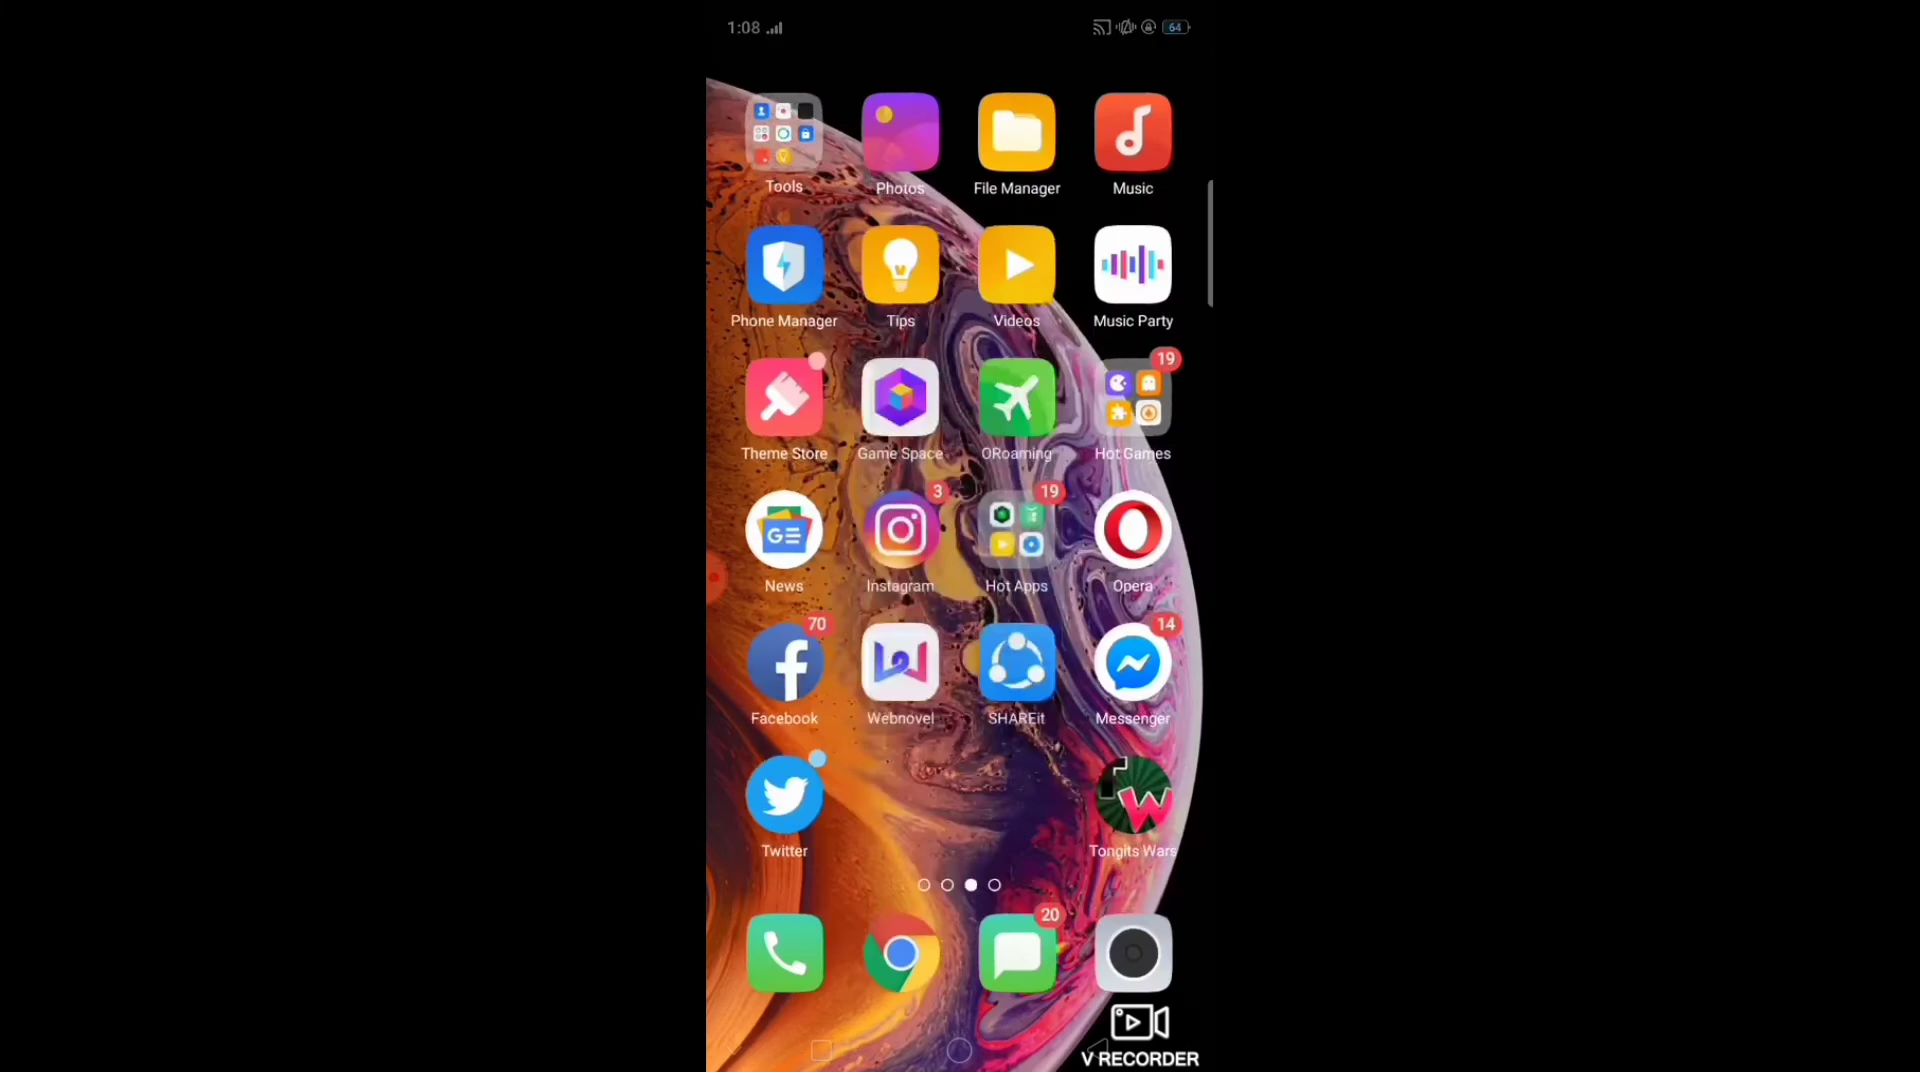 1:08 64
Tools Photos File Manager Music
Phone Manager Tips Videos Music Party
19
Theme Store Game Space ORoaming Hot Games
3 19
GE
News Instagram Hot Apps Opera
70 14
Facebook Webnovel SHAREit Messenger
W
Twitter Tongits Wars
20
V RECORDER